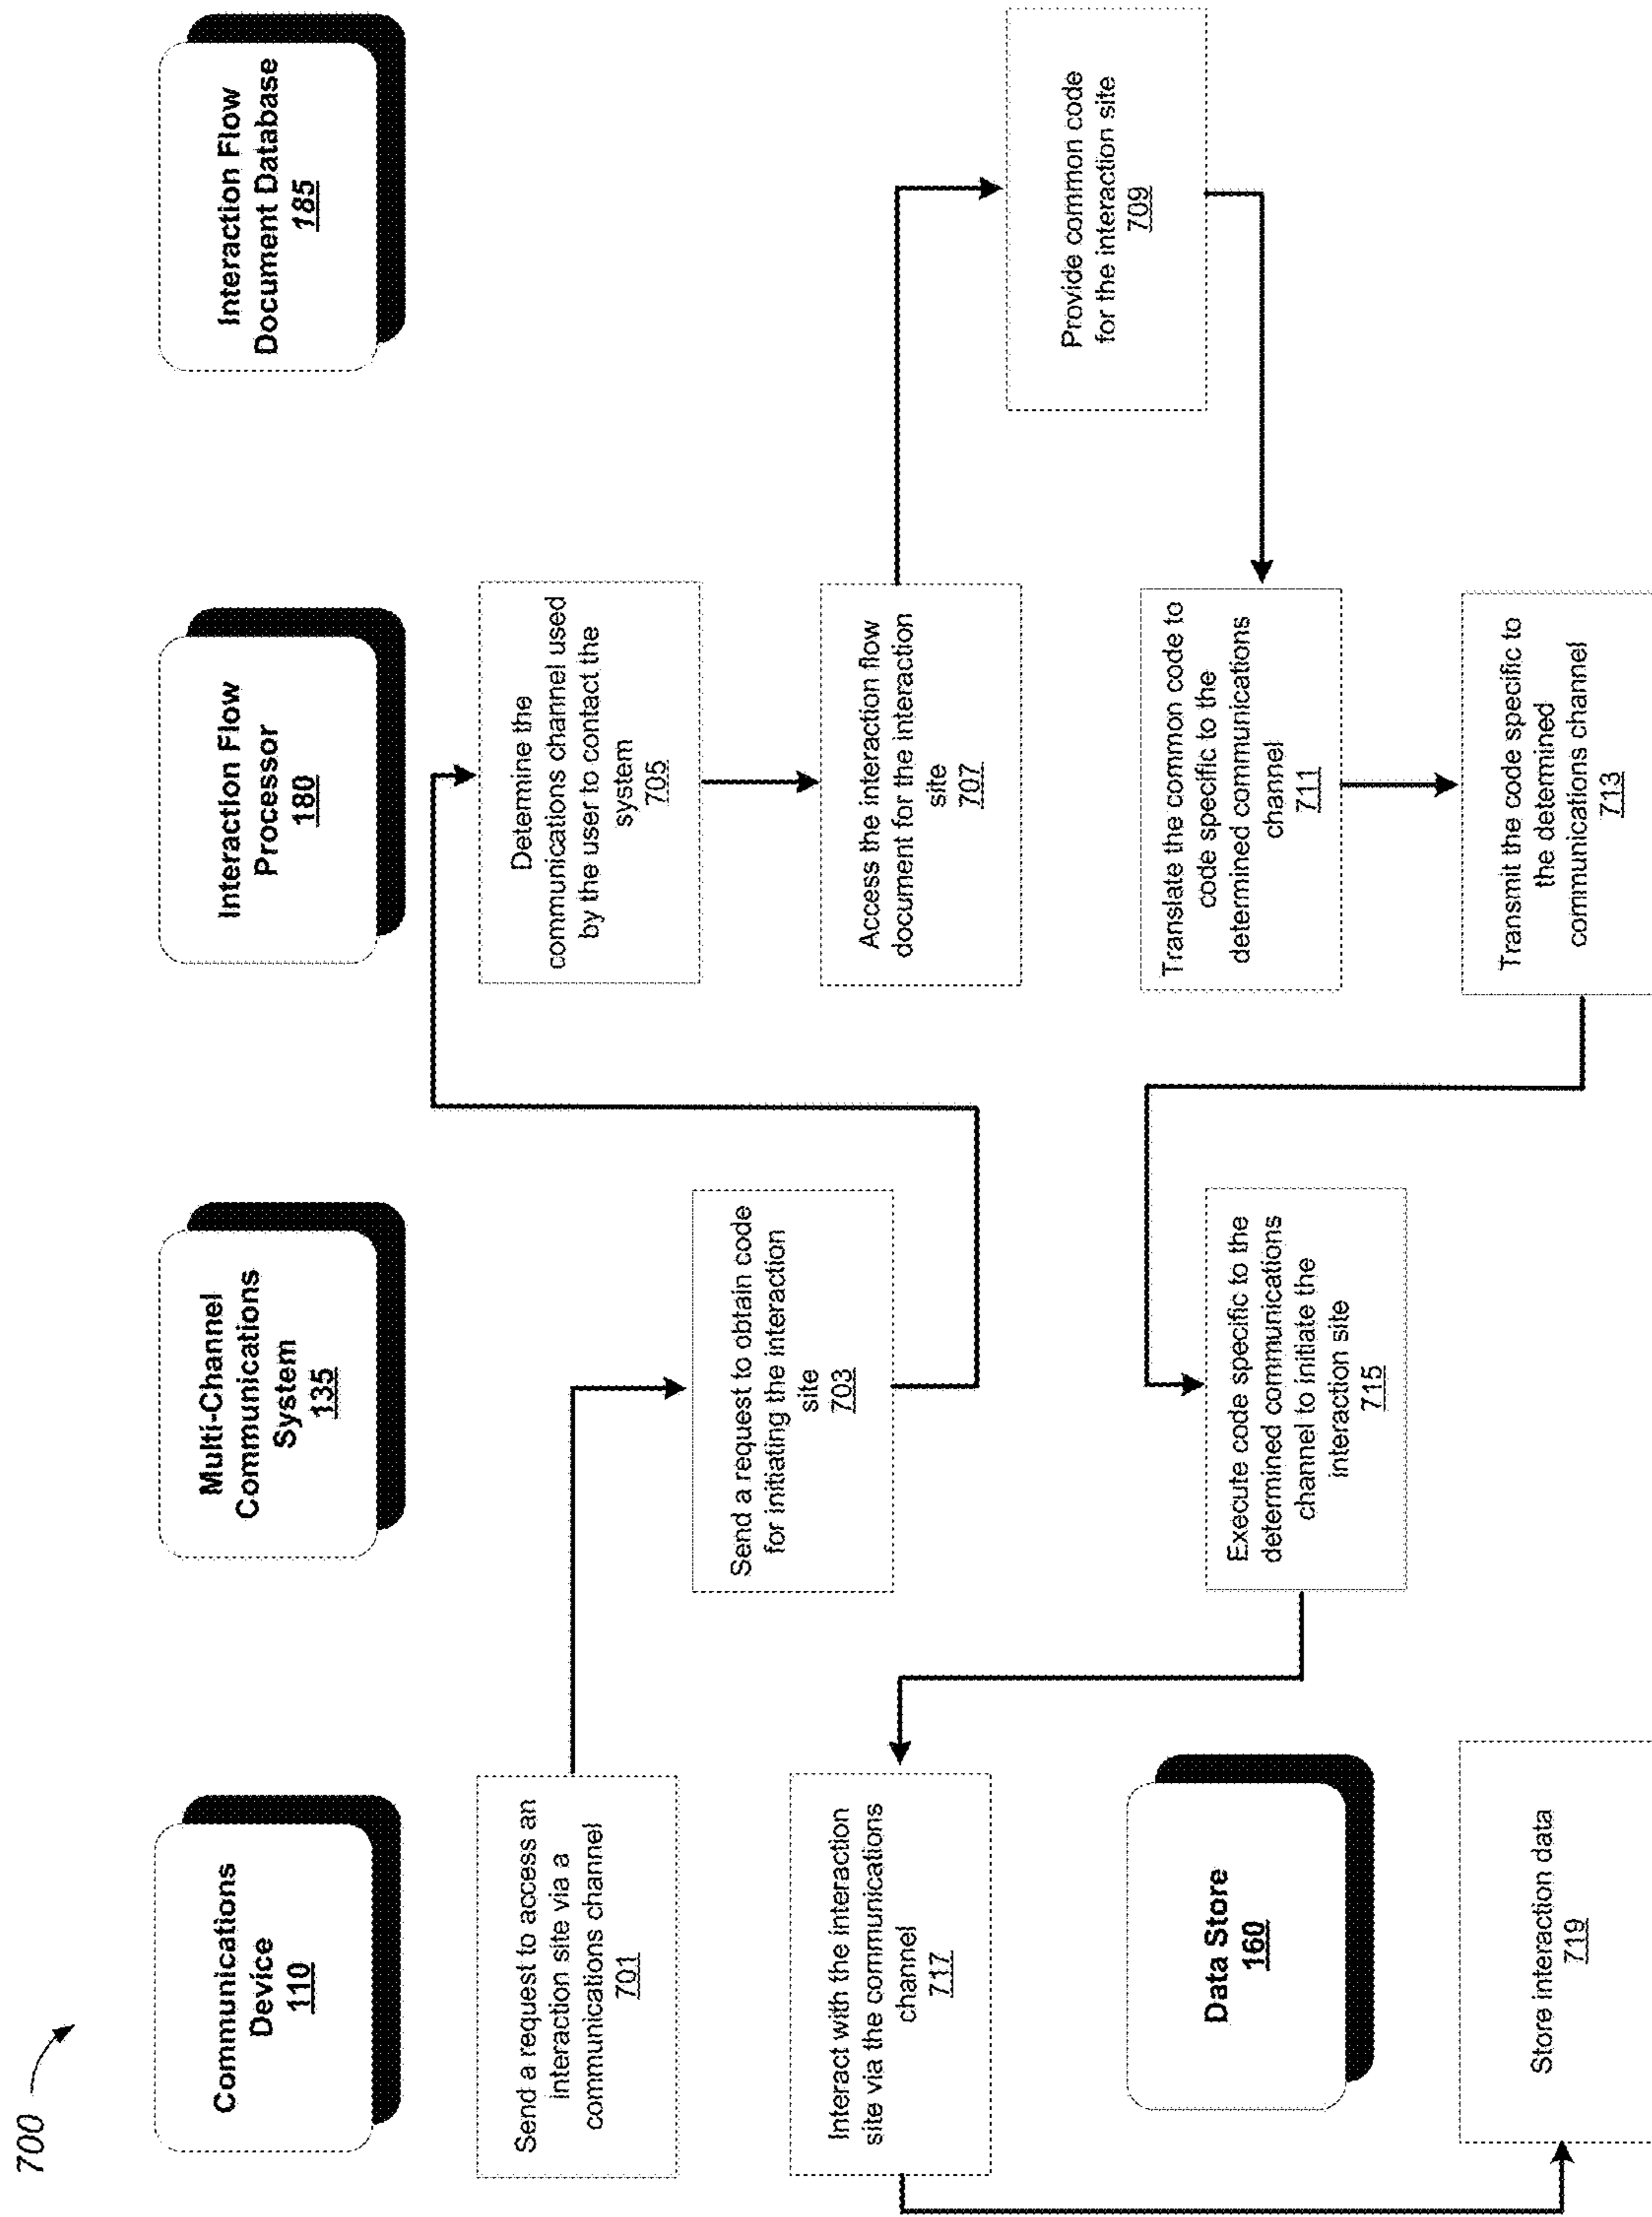 700
Communications
Device
110
Multi-Channel
Communications
System
135
Interaction Flow
Processor
180
Interaction Flow
Document Database
185
Send a request to access an
interaction site via a
communications channel
701
Send a request to obtain code
for initiating the interaction
site
703
Determine the
communications channel used
by the user to contact the
system
705
Access the interaction flow
document for the interaction
site
707
Provide common code
for the interaction site
709
Translate the common code to
code specific to the
determined communications
channel
711
Transmit the code specific to
the determined
communications channel
713
Execute code specific to the
determined communications
channel to initiate the
interaction site
715
Interact with the interaction
site via the communications
channel
717
Data Store
160
Store interaction data
719